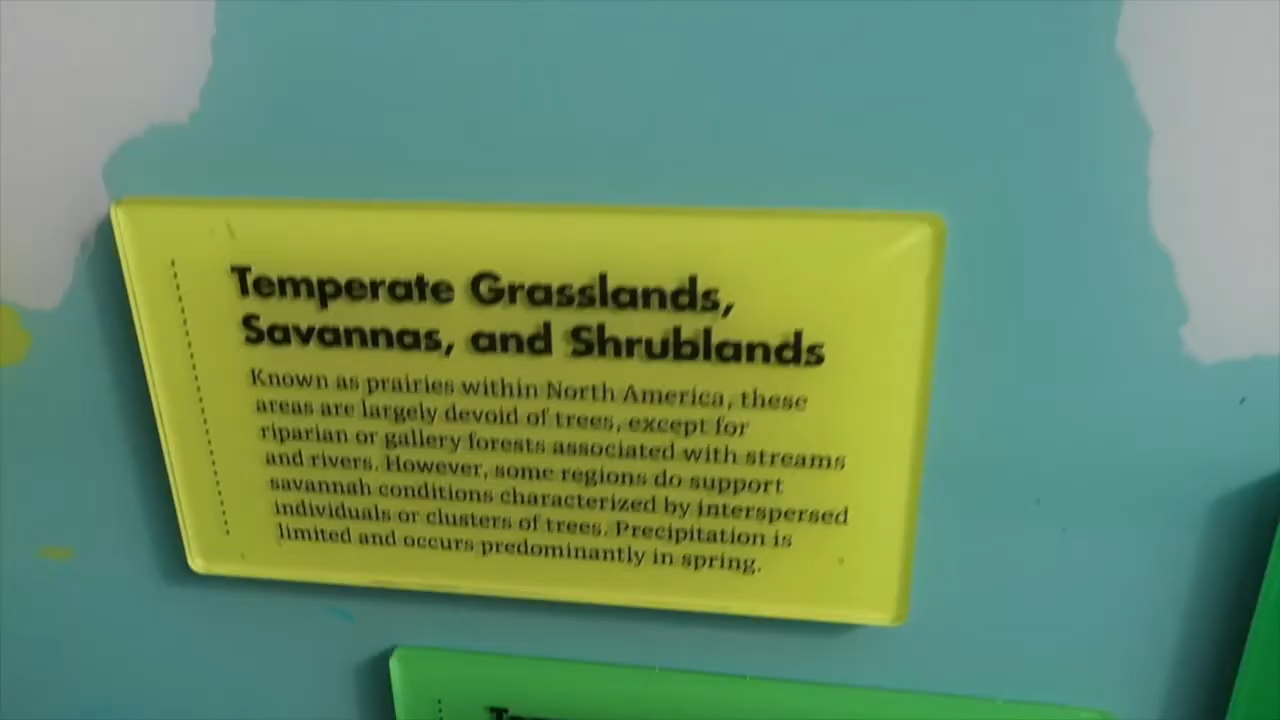 Temperate Grasslands,
Savannas, and Shrublands
Known as prairies within North America, these
areas are largely devoid of trees, except for
riparian or gallery forests associated with streams
and rivers. However, some regions do support
savannah conditions characterized by interspersed
individuals or clusters of trees. Precipitation is
limited and occurs predominantly in spring.